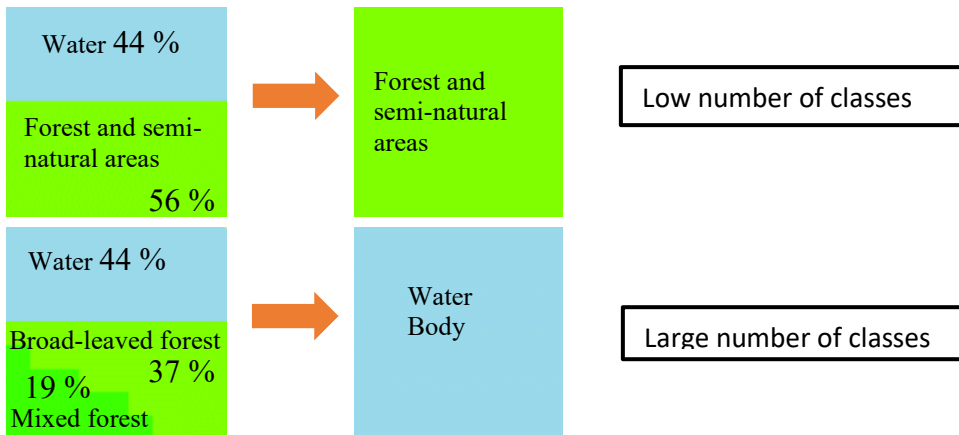 Water 44 %
Forest and semi-
natural areas
56 %
Forest and
semi-natural
areas
Low number of classes
Water 44 %
Broad-leaved forest
37 %
19 %
Mixed forest
Water
Body
Large number of classes